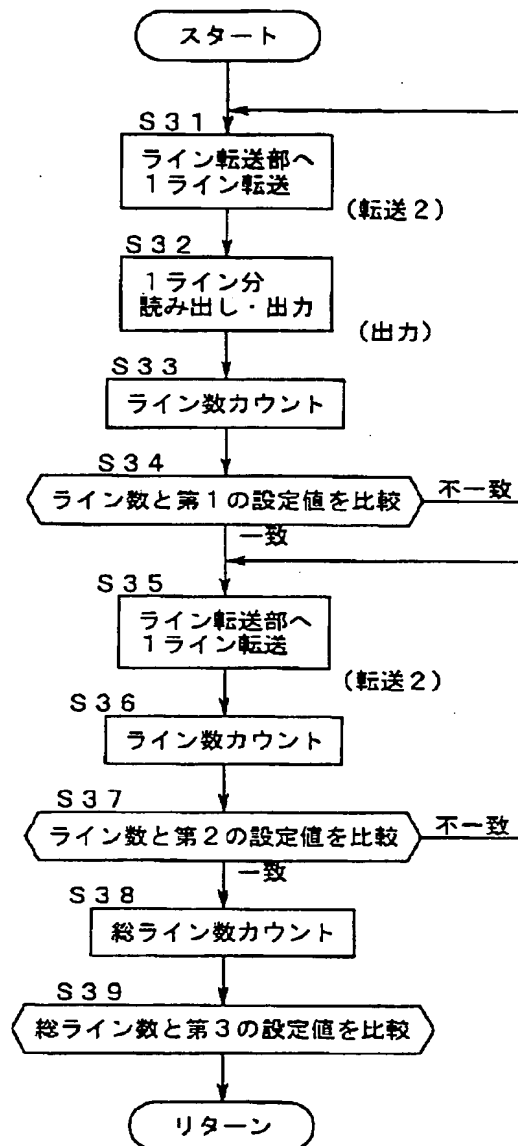 スタート
S31
ライン転送部へ
1ライン転送
(転送2)
S32
1ライン分
読み出し・出力
(出力)
S33
ライン数カウント
S34
ライン数と第1の設定値を比較
不一致
一致
S35
ライン転送部へ
1ライン転送
(転送2)
S36
ライン数カウント
S37
ライン数と第2の設定値を比較
不一致
一致
S38
総ライン数カウント
S39
総ライン数と第3の設定値を比較
リターン